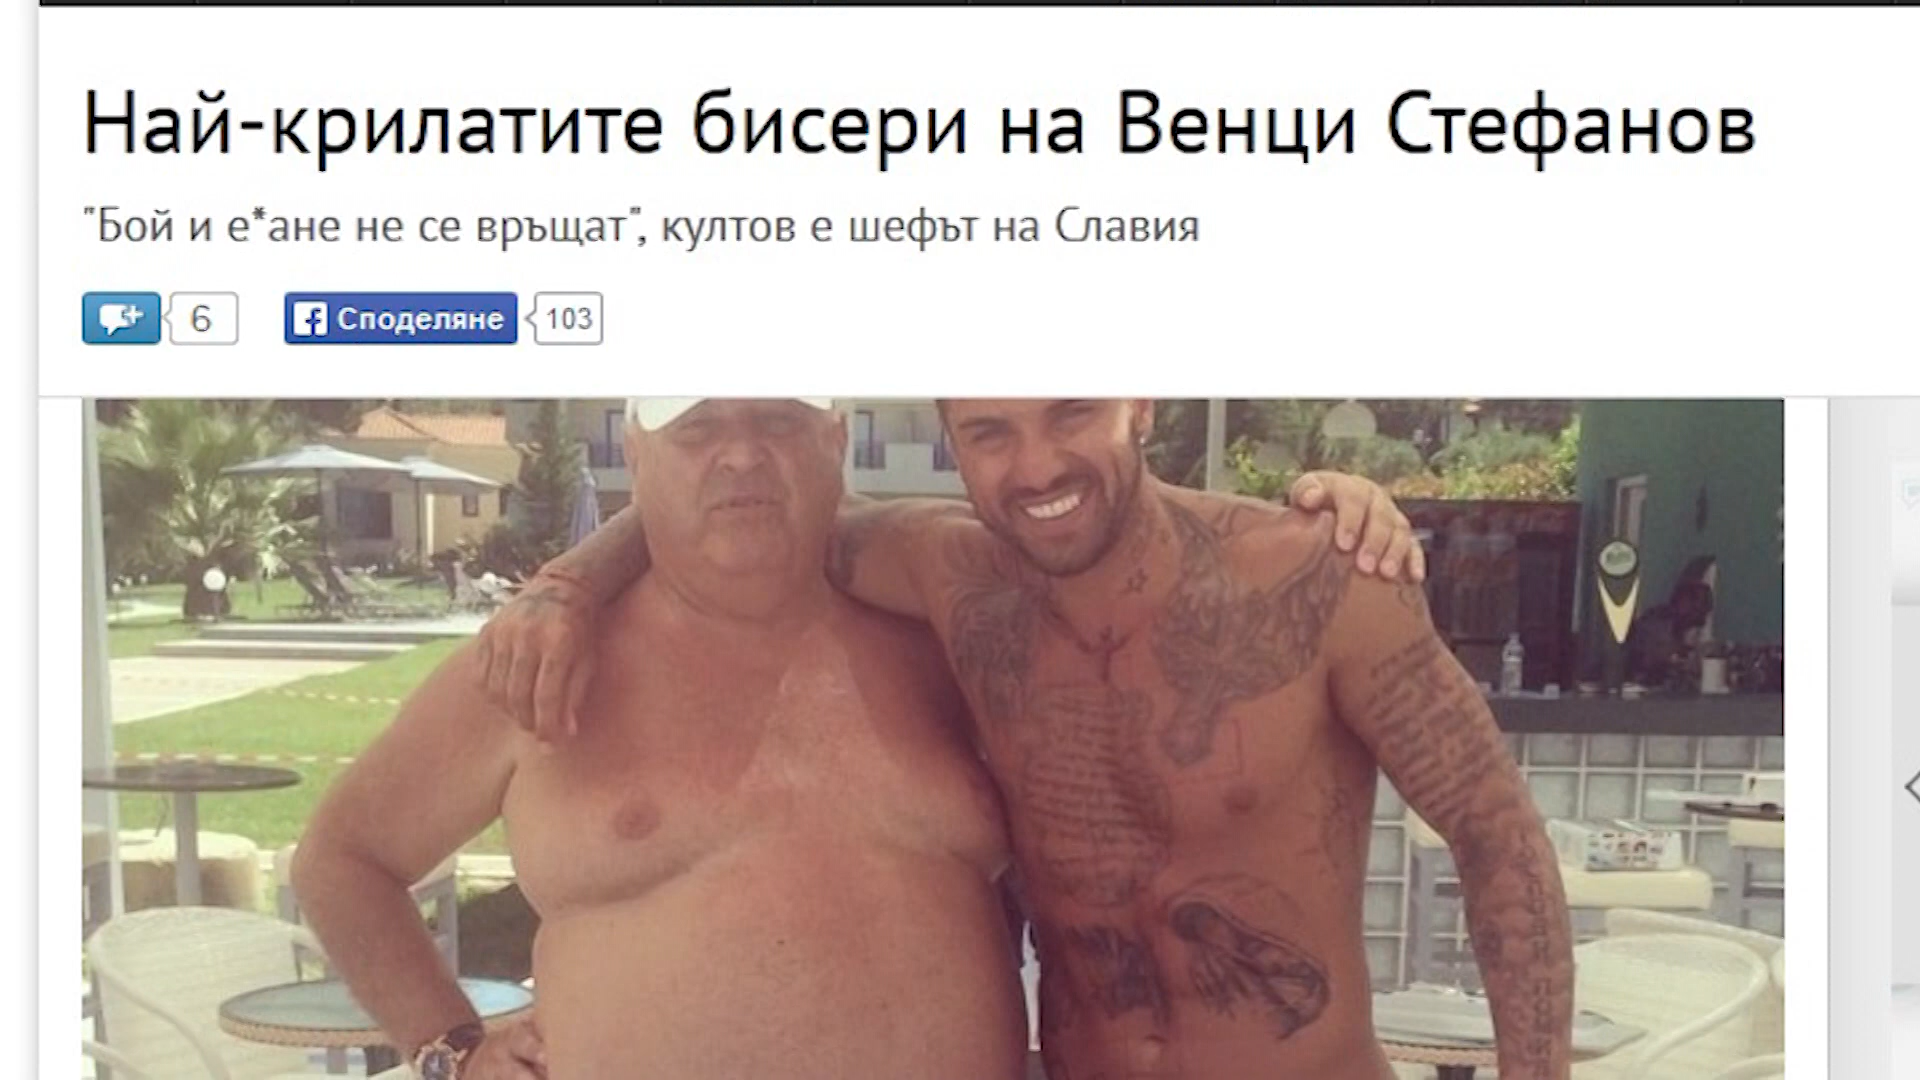 Най-крилатите бисери на Венци Стефанов
"Бой и е*ане не се връщат", култов е шефът на Славия
6
Споделяне
103